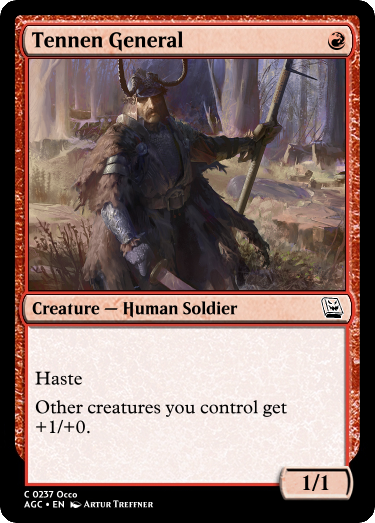 Tennen General
Creature — Human Soldier
Haste
Other creatures you control get
+1/+0.
1/1
C 0237 Occo
AGC • EN Artur Treffner